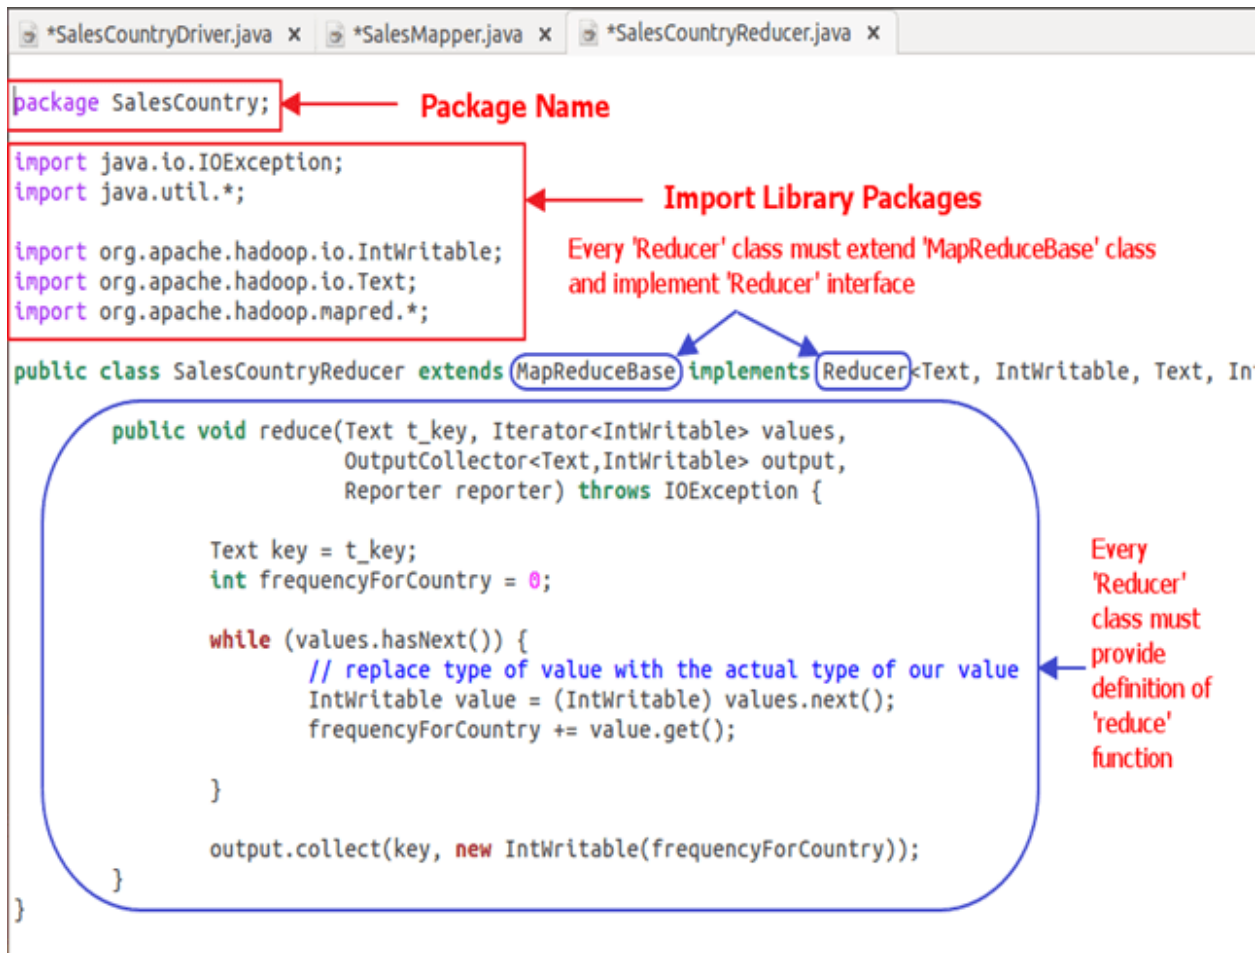 *SalesCountryDriver.java x *SalesMapper.java x *SalesCountryReducer.java x
package SalesCountry;
Package Name
import java.io.IOException;
import java.util.*;
Import Library Packages
import org.apache.hadoop.io.IntWritable;
import org.apache.hadoop.io.Text;
import org.apache.hadoop.mapred.*;
Every 'Reducer' class must extend 'MapReduceBase' class
and implement 'Reducer' interface
public class SalesCountryReducer extends MapReduceBase implements Reducer<Text, IntWritable, Text, In
public void reduce(Text t_key, Iterator<IntWritable> values,
OutputCollector<Text,IntWritable> output,
Reporter reporter) throws IOException {
Text key = t_key;
int frequencyForCountry = 0;
while (values.hasNext()) {
// replace type of value with the actual type of our value
IntWritable value = (IntWritable) values.next();
frequencyForCountry += value.get();
}
output.collect(key, new IntWritable(frequencyForCountry));
}
}
Every
'Reducer'
class must
provide
definition of
'reduce'
function